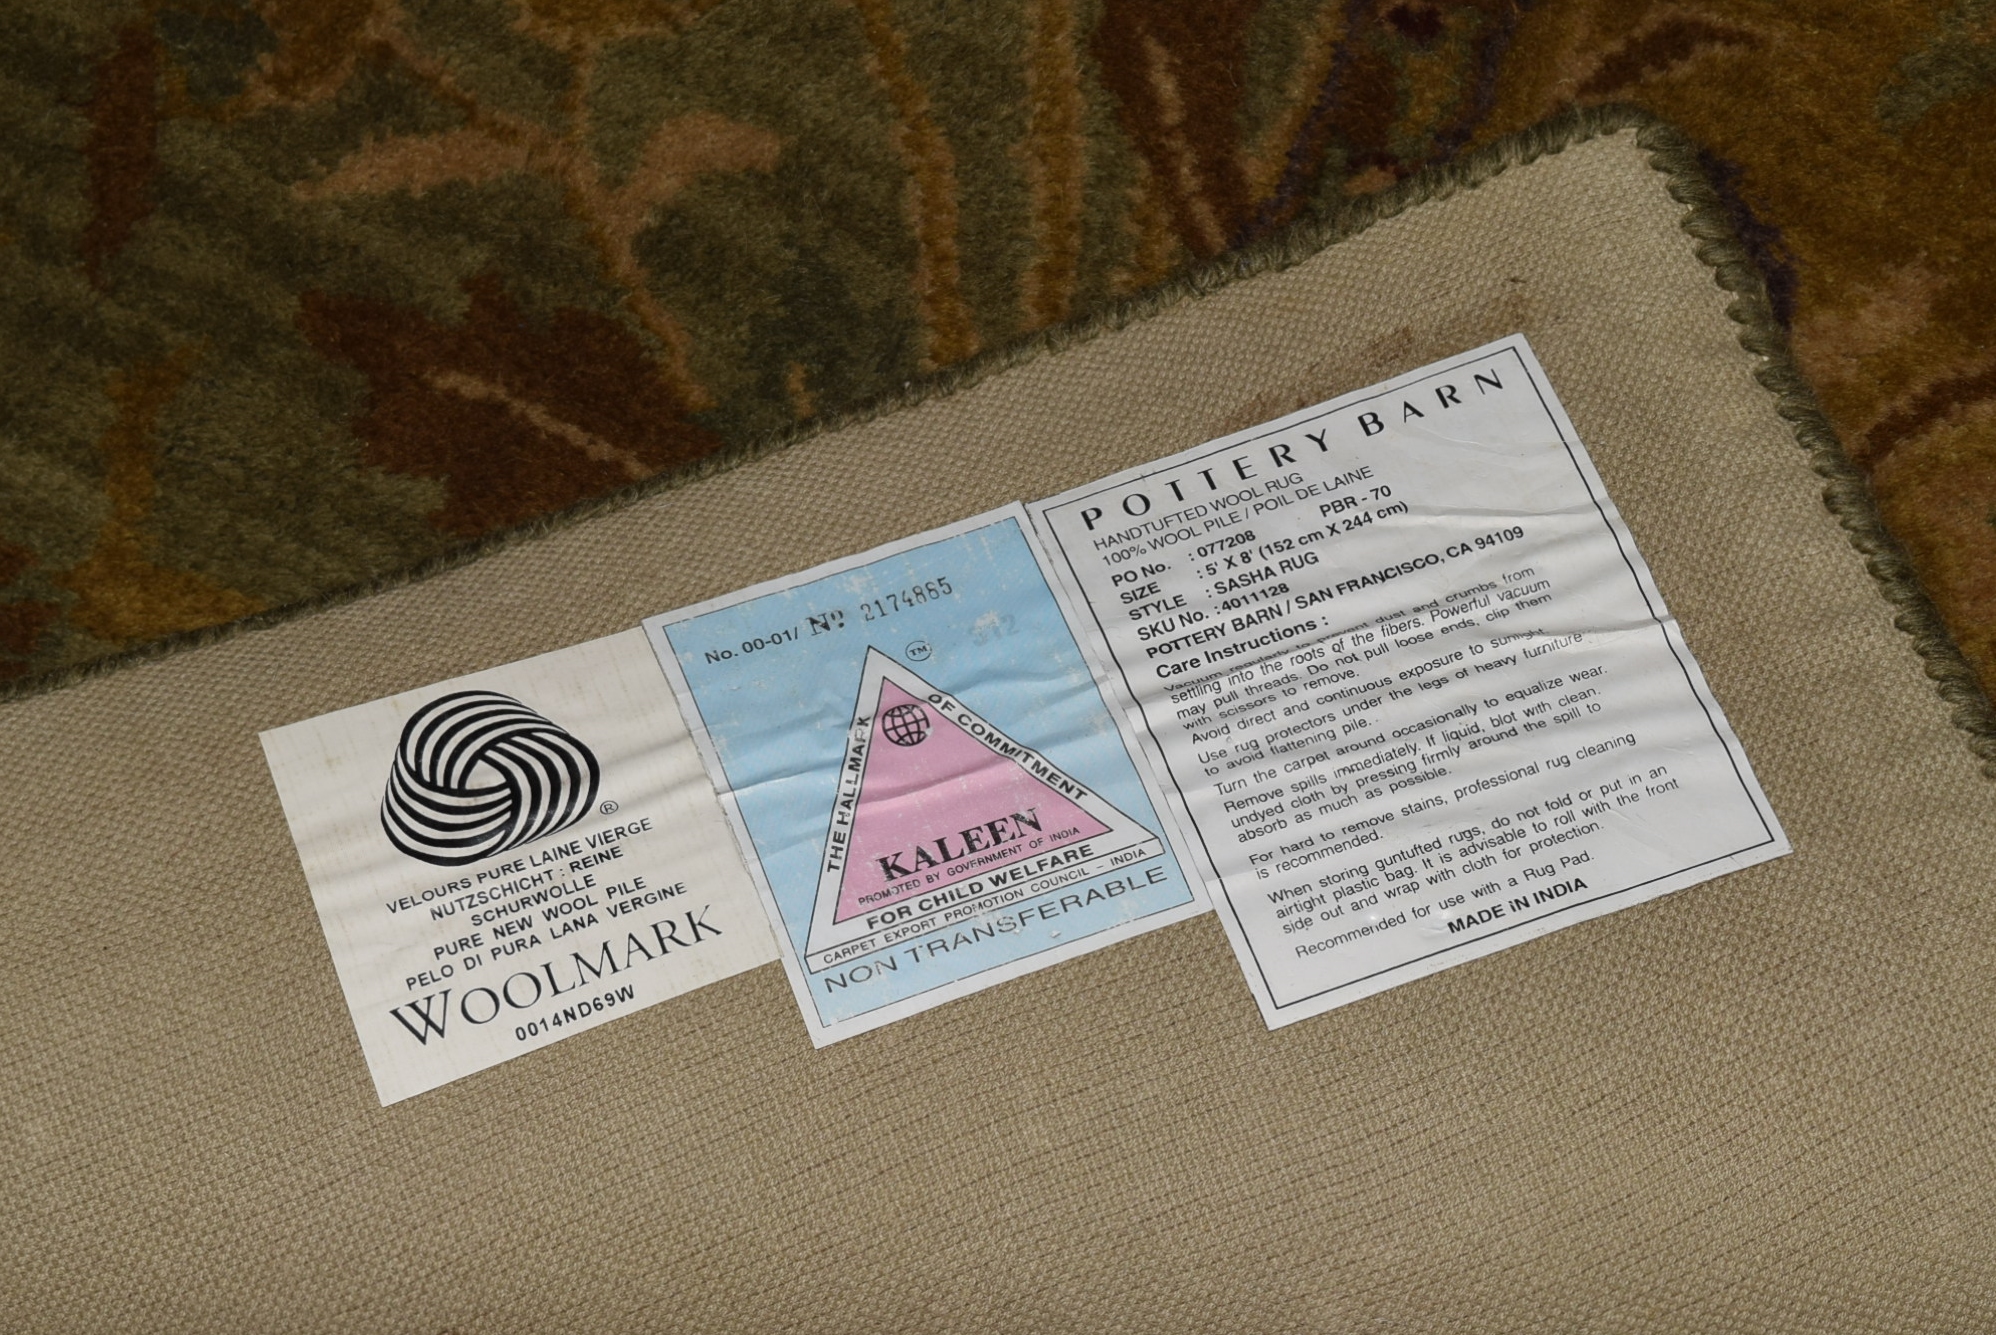 ®
VELOURS PURE LAINE VIERGE
NUTZSCHICHT : REINE
SCHURWOLLE
PURE NEW WOOL PILE
PELO DI PURA LANA VERGINE
WOOLMARK
0014ND69W
No. 00-01/ Nº 2174865
312
TM
THE HALLMARK
OF COMMITMENT
KALEEN
PROMOTED BY GOVERNMENT OF INDIA
FOR CHILD WELFARE
CARPET EXPORT PROMOTION COUNCIL - INDIA
NON TRANSFERABLE
POTTERY BARN
HANDTUFTED WOOL RUG
100% WOOL PILE / POIL DE LAINE
PBR - 70
PO No. : 077208
SIZE : 5' X 8' (152 cm X 244 cm)
STYLE : SASHA RUG
SKU No. : 4011128
POTTERY BARN / SAN FRANCISCO, CA 94109
Care Instructions :
Vacuum regularly to prevent dust and crumbs from
settling into the roots of the fibers. Powerful vacuum
may pull threads. Do not pull loose ends, clip them
with scissors to remove.
Avoid direct and continuous exposure to sunlight
Use rug protectors under the legs of heavy furniture
to avoid flattening pile.
Turn the carpet around occasionally to equalize wear.
Remove spills immediately. If liquid, blot with clean.
undyed cloth by pressing firmly around the spill to
absorb as much as possible.
For hard to remove stains, professional rug cleaning
is recommended.
When storing guntufted rugs, do not fold or put in an
airtight plastic bag. It is advisable to roll with the front
side out and wrap with cloth for protection.
Recommended for use with a Rug Pad.
MADE iN INDIA